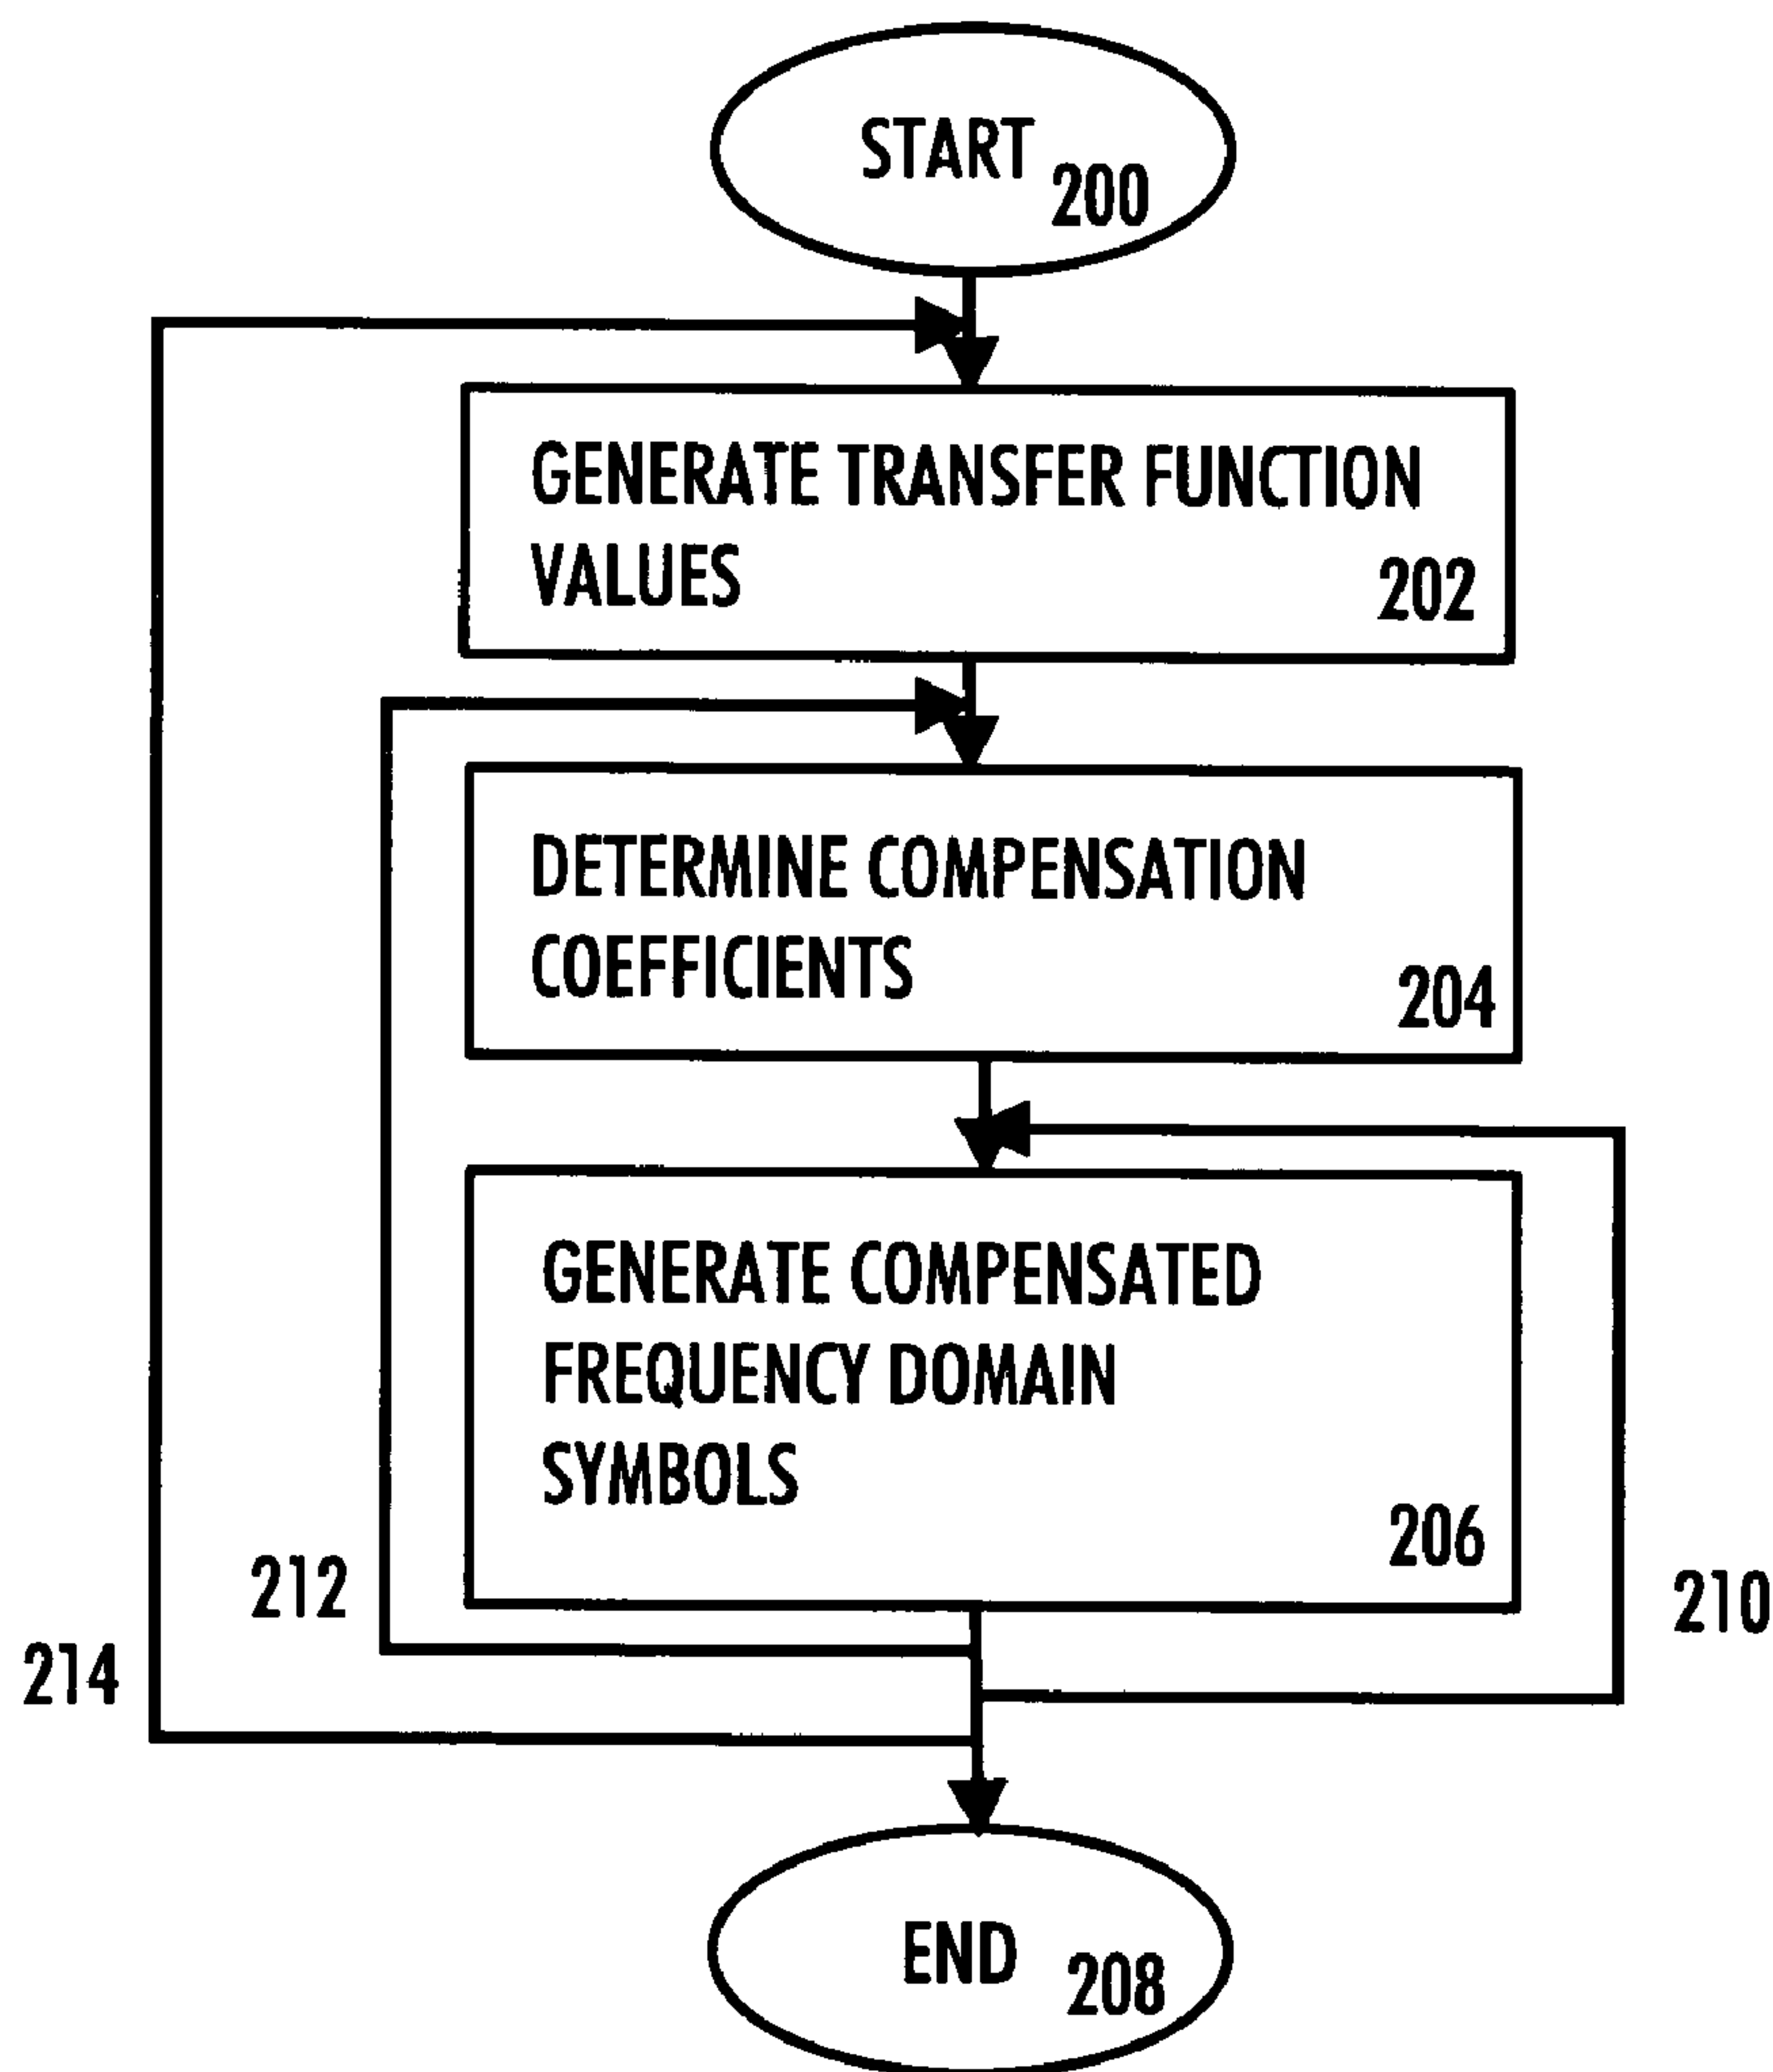 START
200
GENERATE TRANSFER FUNCTION
VALUES
202
DETERMINE COMPENSATION
COEFFICIENTS
204
GENERATE COMPENSATED
FREQUENCY DOMAIN
SYMBOLS
206
212
210
214
END
208